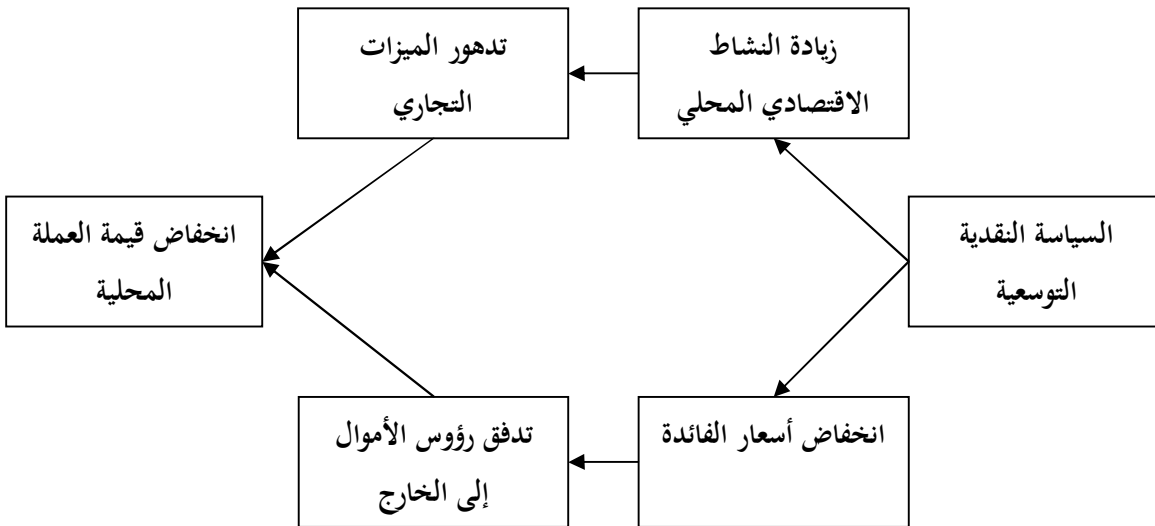 زيادة النشاط
الاقتصادي المحلي
تدهور الميزات
التجاري
السياسة النقدية
التوسعية
انخفاض قيمة العملة
المحلية
انخفاض أسعار الفائدة
تدفق رؤوس الأموال
إلى الخارج